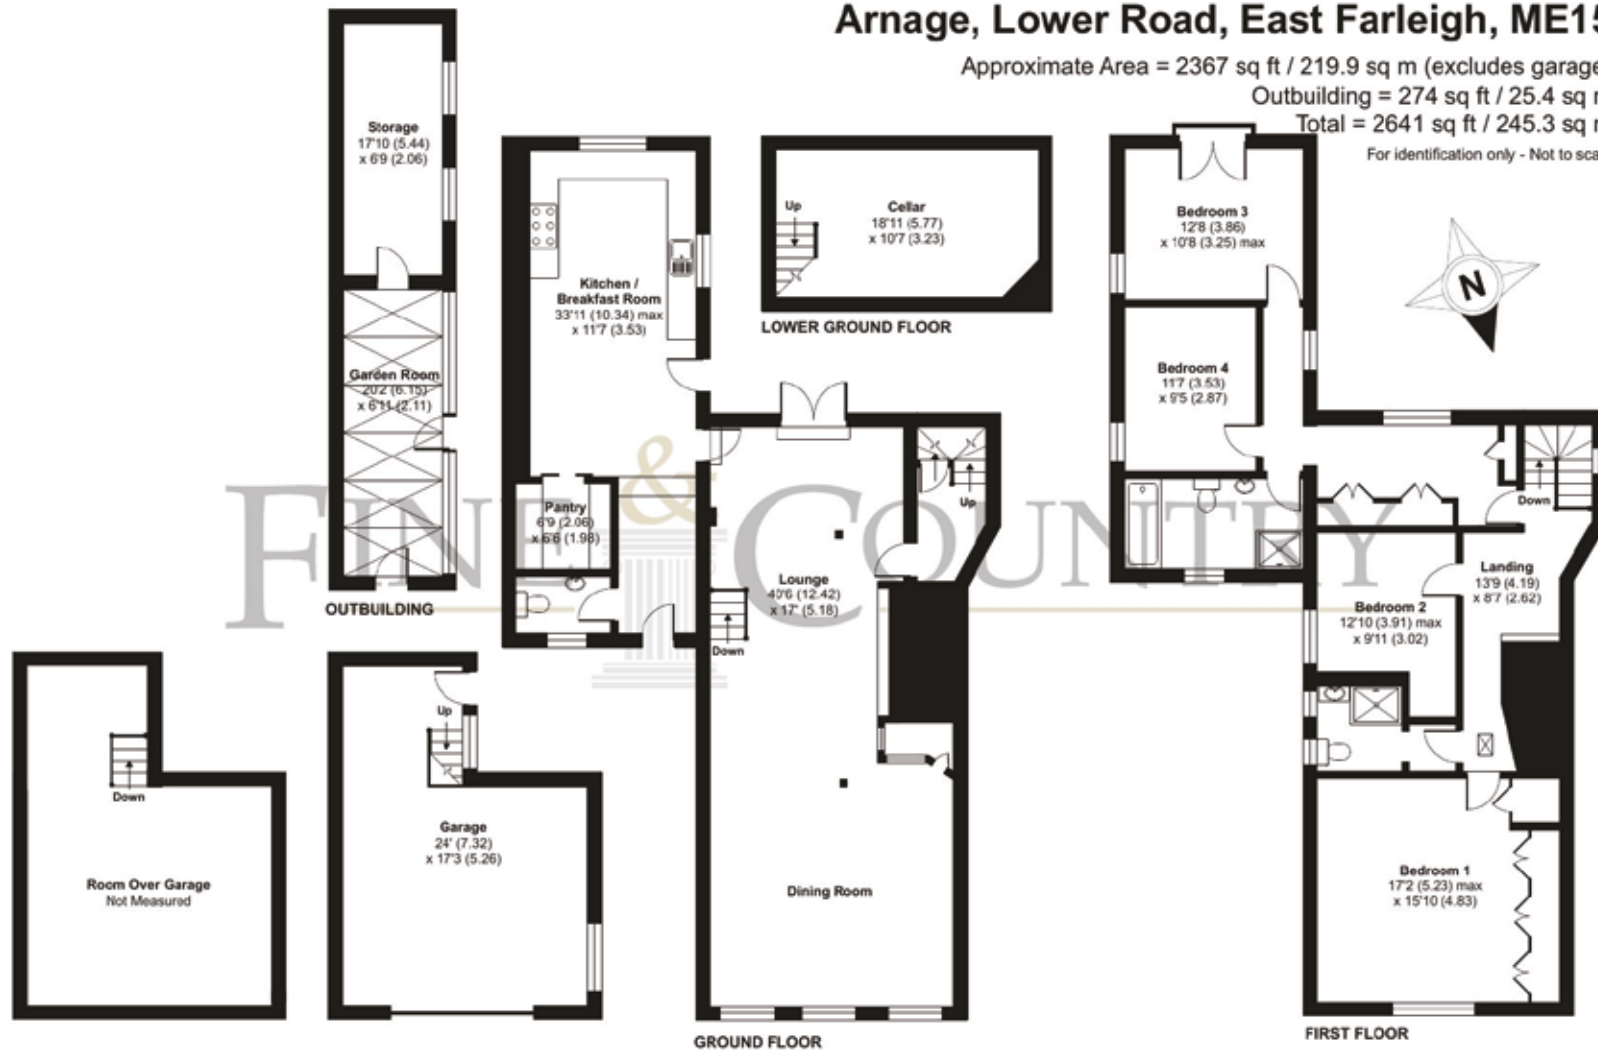 Arnage, Lower Road, East Farleigh, ME15
Approximate Area = 2367 sq ft / 219.9 sq m (excludes garage
Outbuilding = 274 sq ft / 25.4 sq
Total = 2641 sq ft / 245.3 sq
For identification only - Not to sca
Storage
17'10 (5.44)
x 6'9 (2.06)
Garden Room
20'2 (6.15)
x 6'11 (2.11)
OUTBUILDING
Kitchen /
Breakfast Room
33'11 (10.34) max
x 11'7 (3.53)
Pantry
6'9 (2.06)
x 6'6 (1.98)
Up
Cellar
18'11 (5.77)
x 10'7 (3.23)
LOWER GROUND FLOOR
Bedroom 3
12'8 (3.86)
x 10'8 (3.25) max
N
Bedroom 4
11'7 (3.53)
x 9'5 (2.87)
Up
Down
FINE & COUNTRY
Lounge
40'6 (12.42)
x 17' (5.18)
Down
Landing
13'9 (4.19)
x 8'7 (2.62)
Bedroom 2
12'10 (3.91) max
x 9'11 (3.02)
Down
Room Over Garage
Not Measured
Up
Garage
24' (7.32)
x 17'3 (5.26)
Dining Room
GROUND FLOOR
Bedroom 1
17'2 (5.23) max
x 15'10 (4.83)
FIRST FLOOR